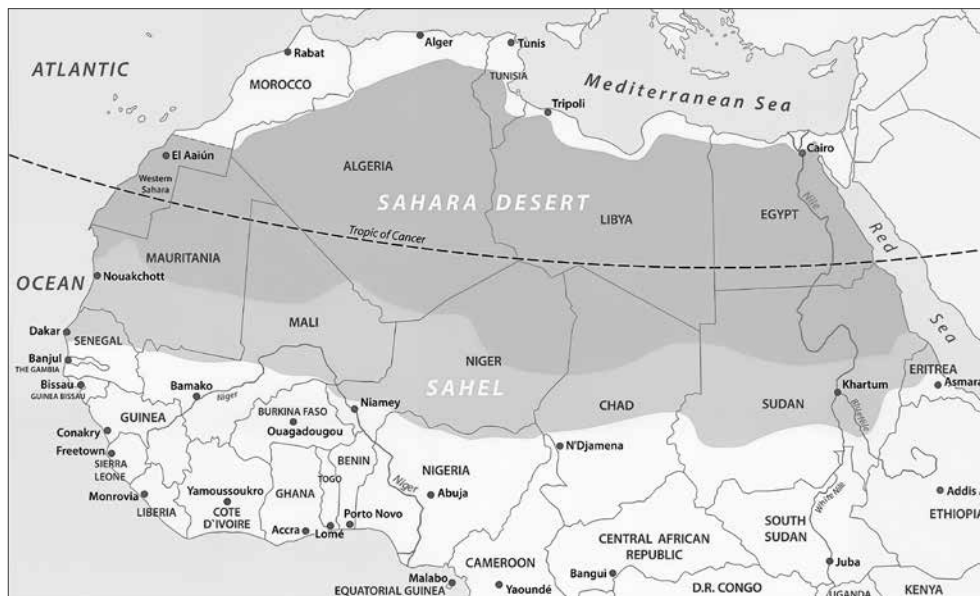 Alger
Tunis
Rabat
ATLANTIC
MOROCCO
TUNISIA
Mediterranean Sea
Tripoli
El Aaiún
Cairo
ALGERIA
Western
Sahara
SAHARA DESERT
LIBYA
EGYPT
Nile
Red Sea
Tropic of Cancer
MAURITANIA
Nouakchott
OCEAN
Dakar
SENEGAL
MALI
NIGER
CHAD
SUDAN
ERITREA
Banjul
THE GAMBIA
Bissau
GUINEA BISSAU
Bamako
Niger
SAHEL
Khartum
Asmara
Niamey
BURKINA FASO
Ouagadougou
GUINEA
Conakry
Freetown
SIERRA
LEONE
BENIN
TOGO
N'Djamena
NIGERIA
Niger
Abuja
Monrovia
LIBERIA
Yamoussoukro
COTE
D`IVOIRE
GHANA
Accra
Lomé
Porto Novo
White Nile
Addis
ETHIOPIA
SOUTH
SUDAN
CENTRAL AFRICAN
REPUBLIC
CAMEROON
Malabo
EQUATORIAL GUINEA
Yaoundé
Bangui
D.R. CONGO
Juba
UGANDA
KENYA